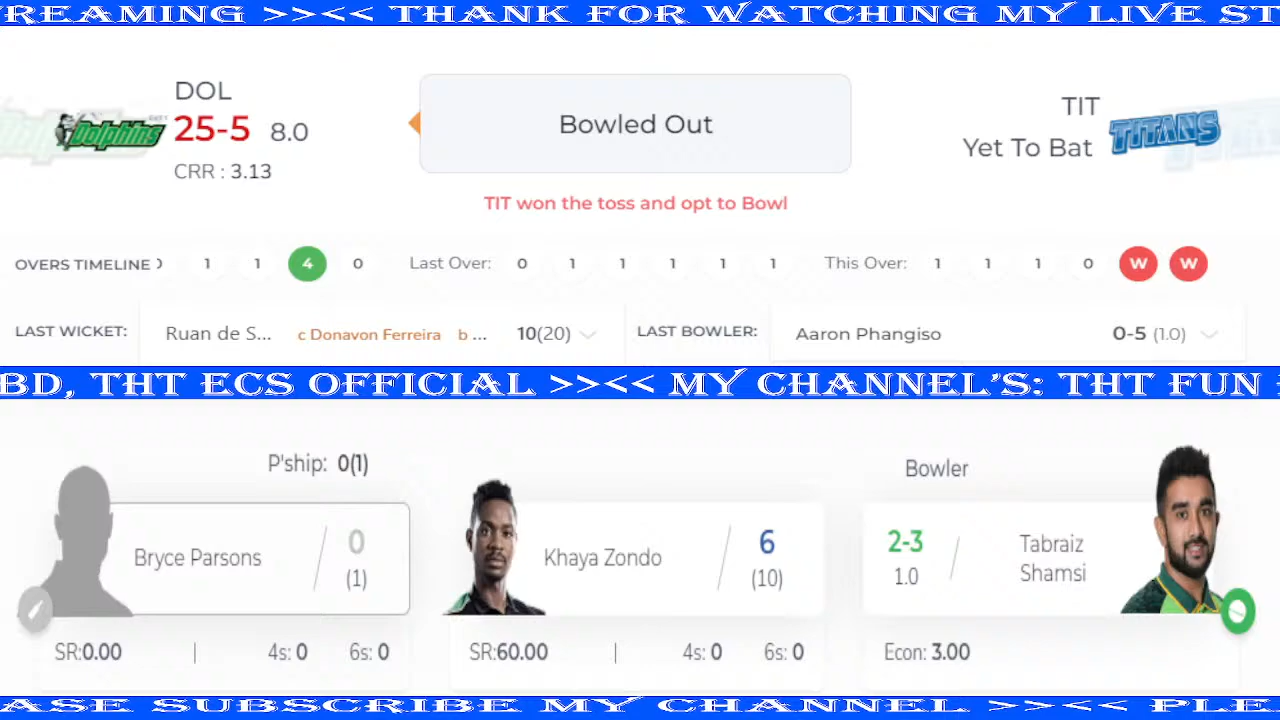 REAMING >><< THANK FOR WATCHING MY LIVE ST
DOL
25-5 8.0
CRR : 3.13
Dolphins
Bowled Out
TIT
Yet To Bat
TITANS
TIT won the toss and opt to Bowl
OVERS TIMELINE 1 1 4 0 Last Over: 0 1 1 1 1 1 This Over: 1 1 1 0 W W
LAST WICKET: Ruan de S... c Donavon Ferreira b ... 10(20) LAST BOWLER: Aaron Phangiso 0-5 (1.0)
BD, THT ECS OFFICIAL >><< MY CHANNEL'S: THT FUN
P'ship: 0(1)
Bryce Parsons 0 (1)
SR:0.00 | 4s: 0 6s: 0
Khaya Zondo 6 (10)
SR:60.00 | 4s: 0 6s: 0
Bowler
2-3 1.0 Tabraiz Shamsi
Econ: 3.00
ASE SUBSCRIBE MY CHANNEL >><< PLE